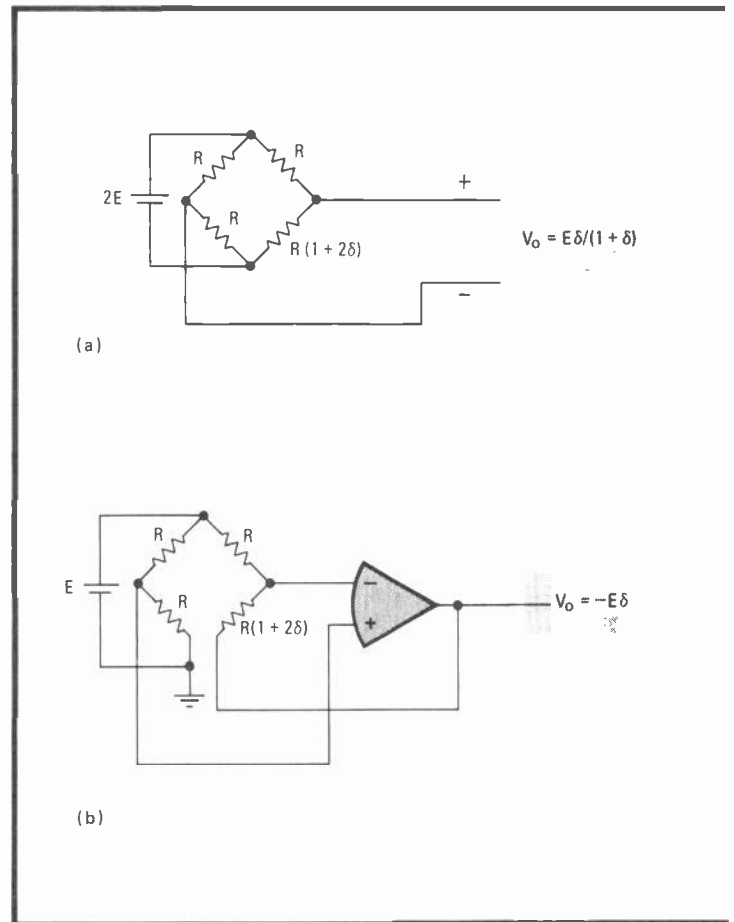 R
R
2E
R
R (1 + 2δ)
+
−
V₀ = Eδ/(1 + δ)
(a)
R
R
E
R
R(1 + 2δ)
−
+
V₀ = −Eδ
(b)